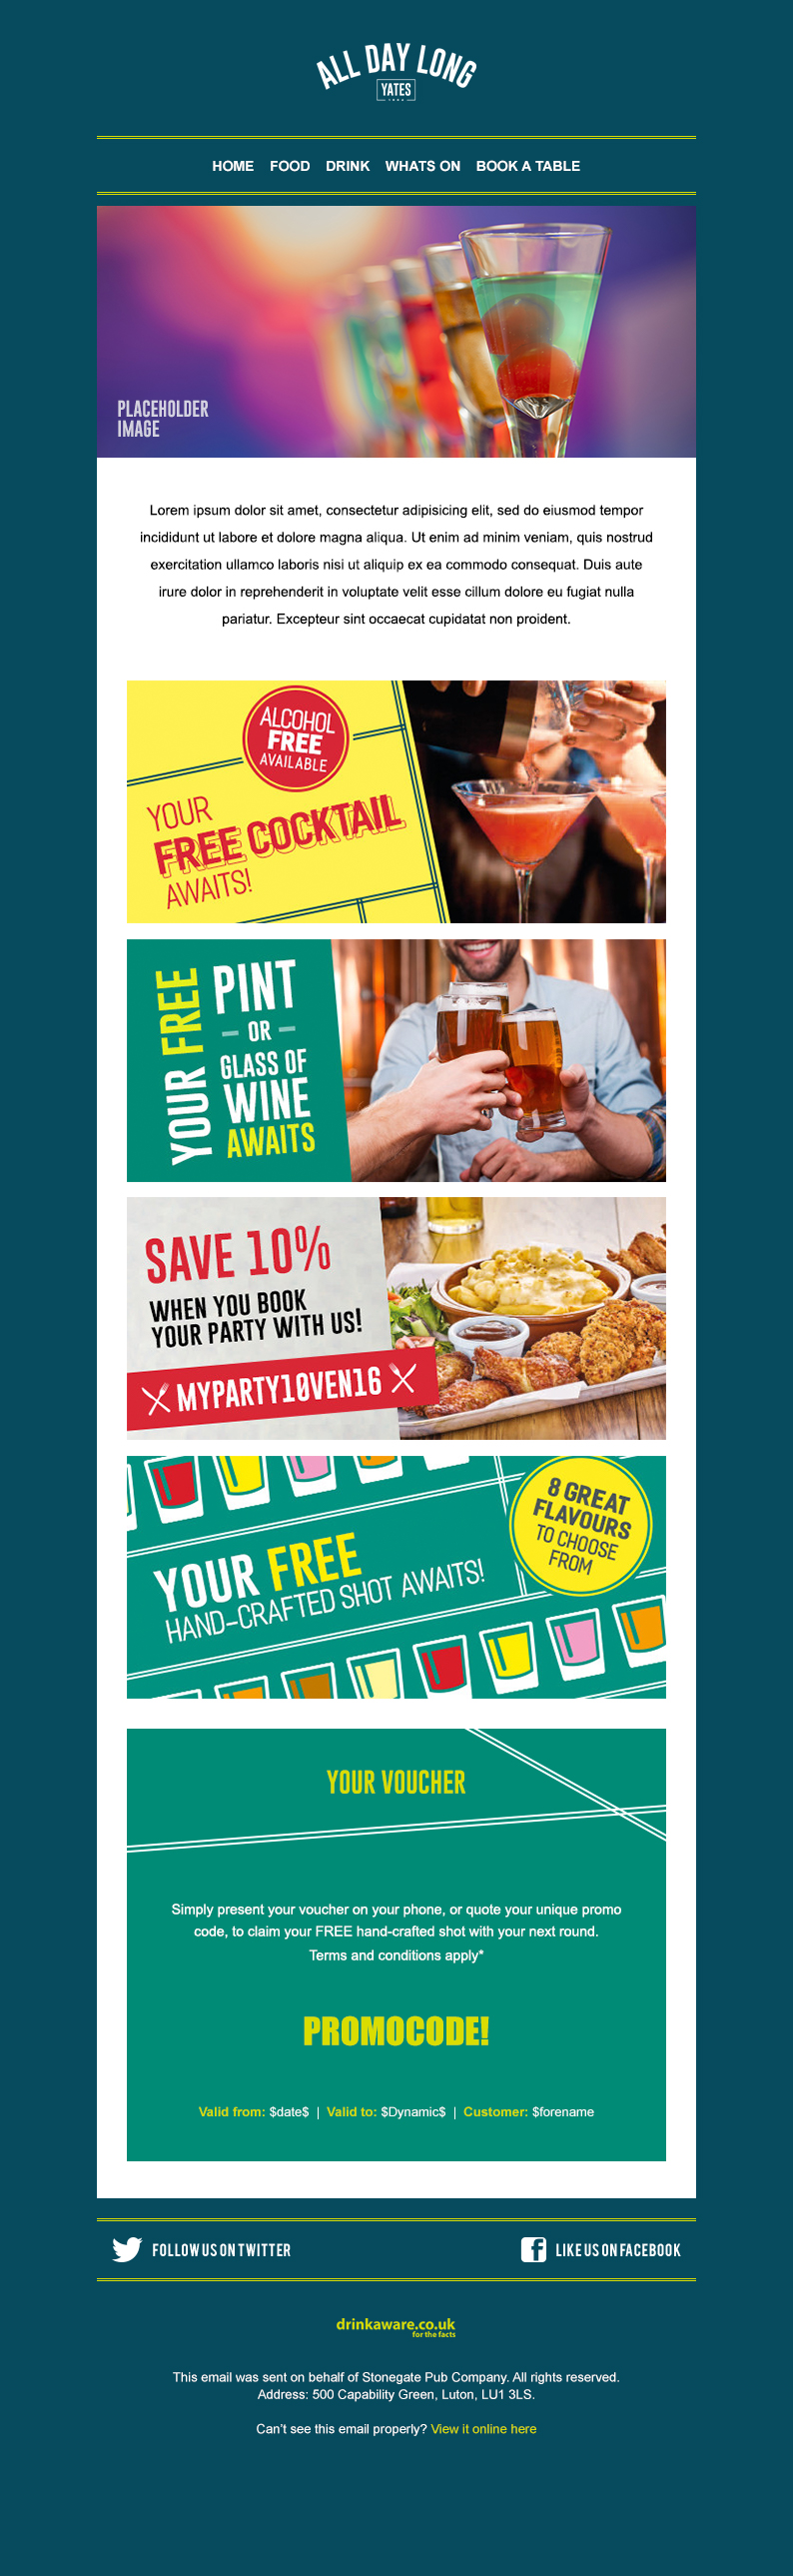 ALL DAY LONG
YATES
HOME FOOD DRINK WHATS ON BOOK A TABLE
PLACEHOLDER
IMAGE
Lorem ipsum dolor sit amet, consectetur adipisicing elit, sed do eiusmod tempor
incididunt ut labore et dolore magna aliqua. Ut enim ad minim veniam, quis nostrud
exercitation ullamco laboris nisi ut aliquip ex ea commodo consequat. Duis aute
irure dolor in reprehenderit in voluptate velit esse cillum dolore eu fugiat nulla
pariatur. Excepteur sint occaecat cupidatat non proident.
ALCOHOL
FREE
AVAILABLE
YOUR
FREE COCKTAIL
AWAITS!
YOUR FREE
PINT
- OR -
GLASS OF
WINE
AWAITS
SAVE 10%
WHEN YOU BOOK
YOUR PARTY WITH US!
MYPARTY10VEN16
8 GREAT
FLAVOURS
TO CHOOSE
FROM
YOUR FREE
HAND-CRAFTED SHOT AWAITS!
YOUR VOUCHER
Simply present your voucher on your phone, or quote your unique promo
code, to claim your FREE hand-crafted shot with your next round.
Terms and conditions apply*
PROMOCODE!
Valid from: $date$ | Valid to: $Dynamic$ | Customer: $forename
FOLLOW US ON TWITTER
LIKE US ON FACEBOOK
drinkaware.co.uk
for the facts
This email was sent on behalf of Stonegate Pub Company. All rights reserved.
Address: 500 Capability Green, Luton, LU1 3LS.
Can't see this email properly? View it online here